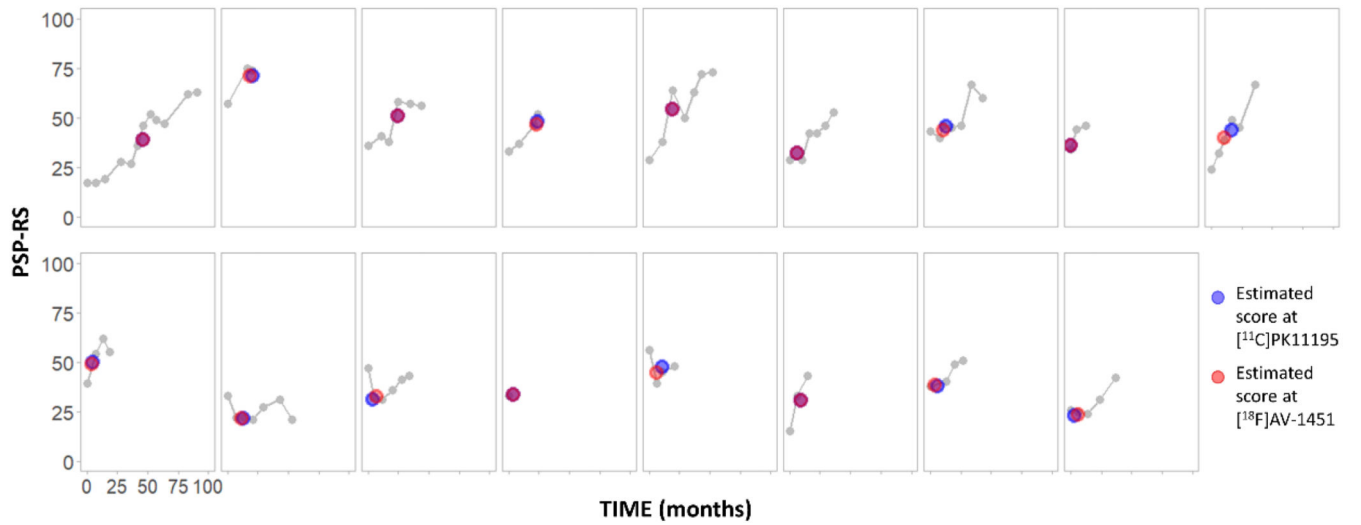 100
75
50
25
0
PSP-RS
100
75
50
25
0
0 25 50 75 100
TIME (months)
Estimated
score at
[¹¹C]PK11195
Estimated
score at
[¹⁸F]AV-1451